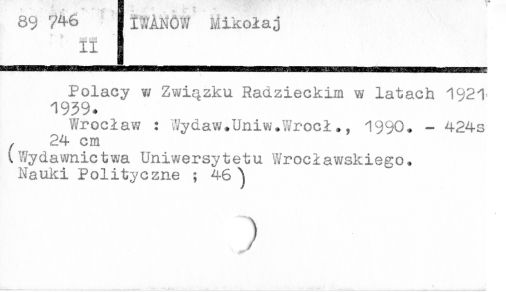 89 746
II
IWANOW Mikołaj
Polacy w Związku Radzieckim w latach 1921-
1939.
Wrocław : Wydaw.Uniw.Wrocł., 1990. - 424s
24 cm
(Wydawnictwa Uniwersytetu Wrocławskiego.
Nauki Polityczne ; 46)